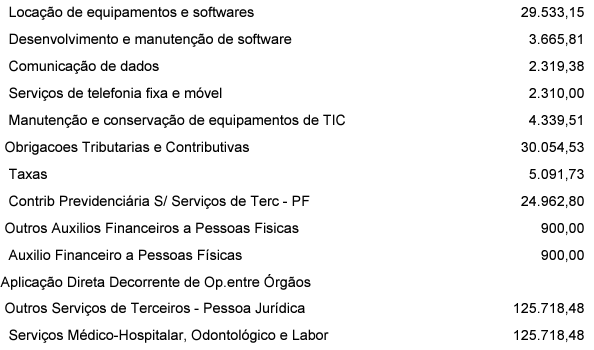 Locação de equipamentos e softwares 29.533,15
Desenvolvimento e manutenção de software 3.665,81
Comunicação de dados 2.319,38
Serviços de telefonia fixa e móvel 2.310,00
Manutenção e conservação de equipamentos de TIC 4.339,51
Obrigacoes Tributarias e Contributivas 30.054,53
Taxas 5.091,73
Contrib Previdenciária S/ Serviços de Terc - PF 24.962,80
Outros Auxilios Financeiros a Pessoas Fisicas 900,00
Auxilio Financeiro a Pessoas Físicas 900,00
Aplicação Direta Decorrente de Op.entre Órgãos
Outros Serviços de Terceiros - Pessoa Jurídica 125.718,48
Serviços Médico-Hospitalar, Odontológico e Labor 125.718,48